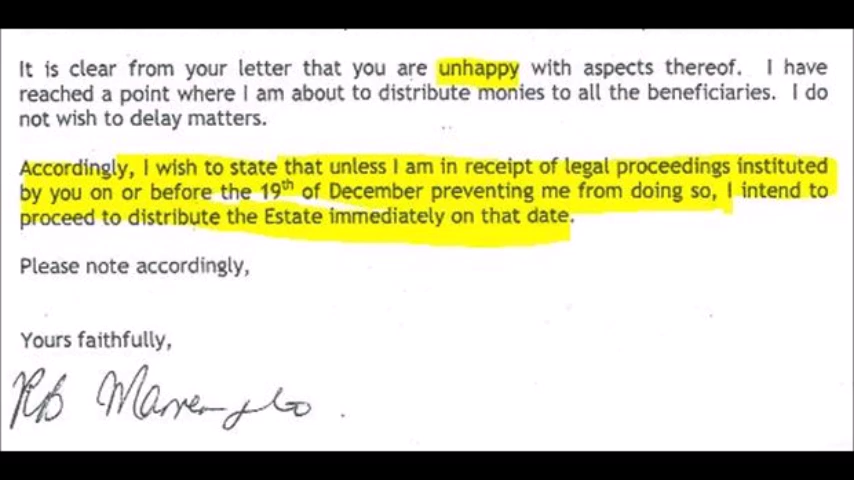 It is clear from your letter that you are unhappy with aspects thereof. I have
reached a point where I am about to distribute monies to all the beneficiaries. I do
not wish to delay matters.
Accordingly, I wish to state that unless I am in receipt of legal proceedings instituted
by you on or before the 19th of December preventing me from doing so, I intend to
proceed to distribute the Estate immediately on that date.
Please note accordingly,
Yours faithfully,